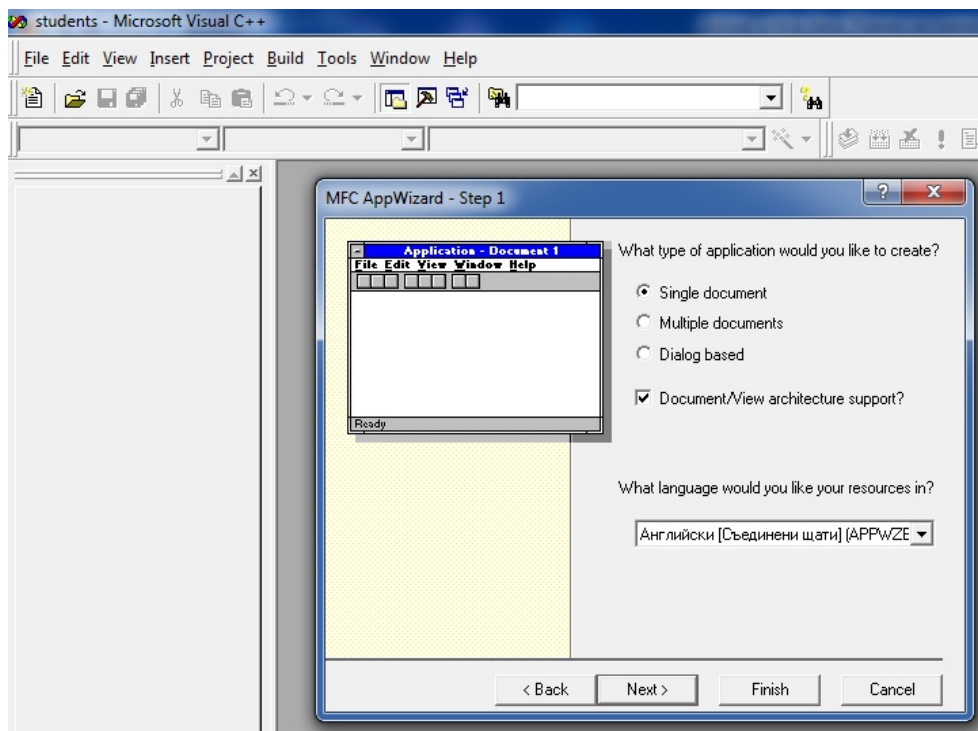 students - Microsoft Visual C++
File Edit View Insert Project Build Tools Window Help
MFC AppWizard - Step 1
Application - Document 1
File Edit View Window Help
Ready
What type of application would you like to create?
Single document
Multiple documents
Dialog based
Document/View architecture support?
What language would you like your resources in?
Английски [Съединени щати] (APPWZE
< Back Next > Finish Cancel